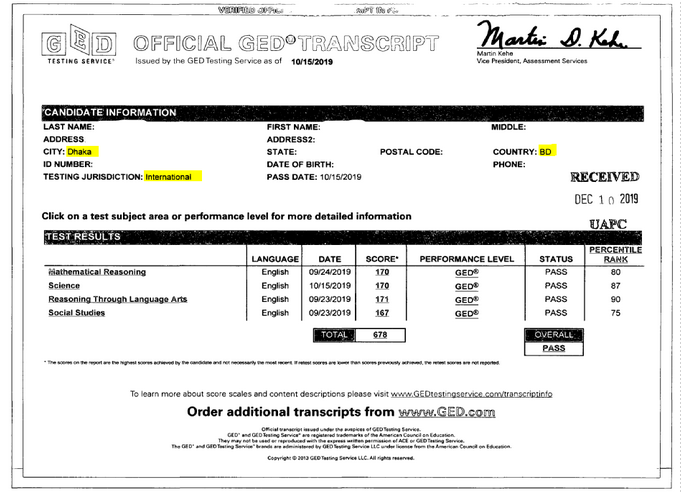 GED
TESTING SERVICE®
OFFICIAL GED® TRANSCRIPT
Issued by the GED Testing Service as of 10/15/2019
Martin D. Kehe
Martin Kehe
Vice President, Assessment Services
CANDIDATE INFORMATION
LAST NAME: FIRST NAME: MIDDLE:
ADDRESS ADDRESS2:
CITY: Dhaka STATE: POSTAL CODE: COUNTRY: BD
ID NUMBER: DATE OF BIRTH: PHONE:
TESTING JURISDICTION: International PASS DATE: 10/15/2019
RECEIVED
DEC 10 2019
UAPC
Click on a test subject area or performance level for more detailed information
TEST RESULTS
LANGUAGE DATE SCORE* PERFORMANCE LEVEL STATUS PERCENTILE RANK
Mathematical Reasoning English 09/24/2019 170 GED® PASS 80
Science English 10/15/2019 170 GED® PASS 87
Reasoning Through Language Arts English 09/23/2019 171 GED® PASS 90
Social Studies English 09/23/2019 167 GED® PASS 75
TOTAL 678 OVERALL
PASS
* The scores on the report are the highest scores achieved by the candidate and not necessarily the most recent. If retest scores are lower than scores previously achieved, the retest scores are not reported.
To learn more about score scales and content descriptions please visit www.GEDtestingservice.com/transcriptinfo
Order additional transcripts from www.GED.com
Official transcript issued under the auspices of GED Testing Service.
GED® and GED Testing Service® are registered trademarks of the American Council on Education.
They may not be used or reproduced with the express written permission of ACE or GED Testing Service.
The GED® and GED Testing Service® brands are administered by GED Testing Service LLC under license from the American Council on Education.
Copyright © 2013 GED Testing Service LLC. All rights reserved.